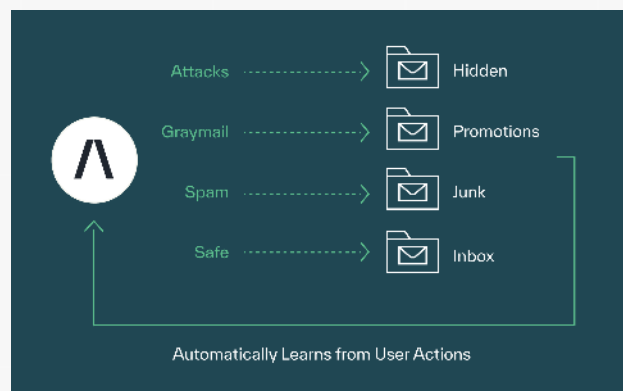 Attacks Hidden
Graymail Promotions
Spam Junk
Safe Inbox
Automatically Learns from User Actions